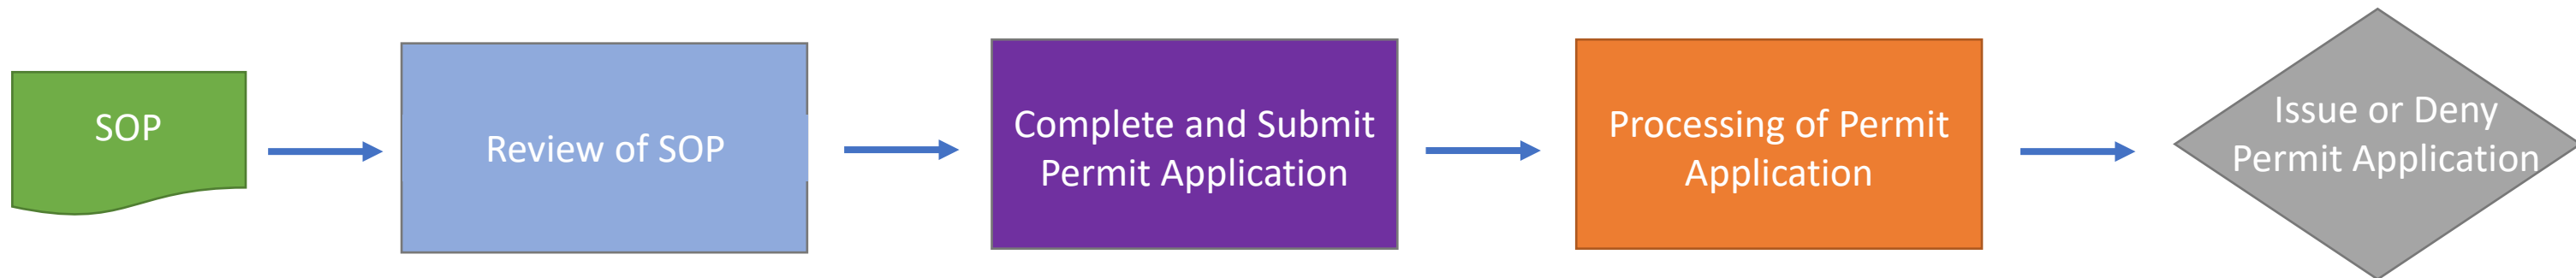 SOP
Review of SOP
Complete and Submit
Permit Application
Processing of Permit
Application
Issue or Deny
Permit Application